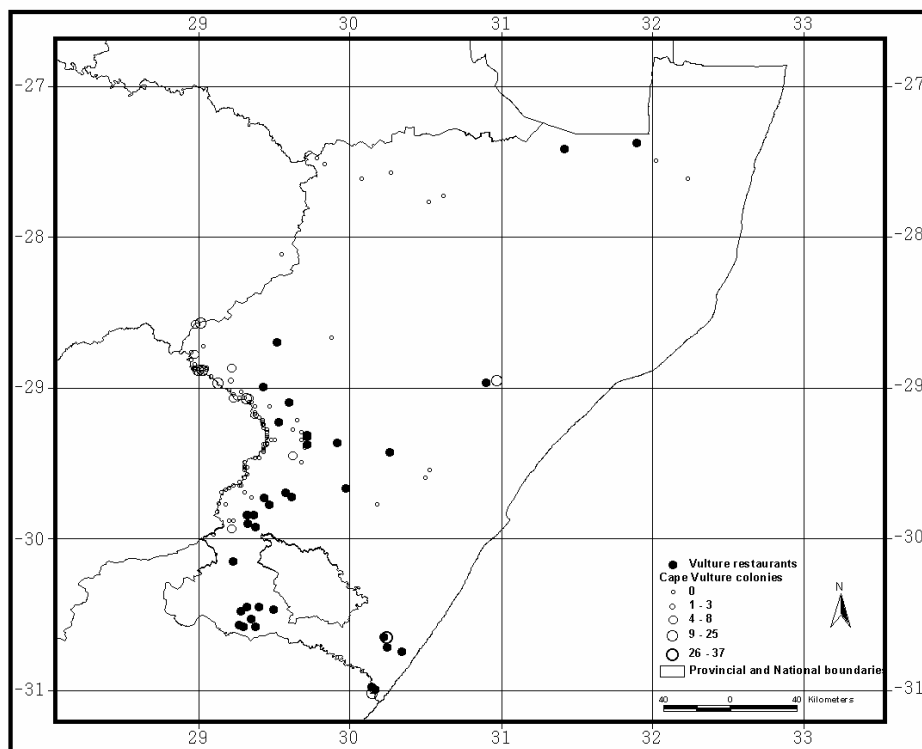 29 30 31 32 33
-27 -27
-28 -28
-29 -29
-30 -30
Vulture restaurants
Cape Vulture colonies
0
1 - 3
4 - 8
9 - 25
26 - 37
Provincial and National boundaries
N
40 0 40 Kilometers
-31 -31
29 30 31 32 33